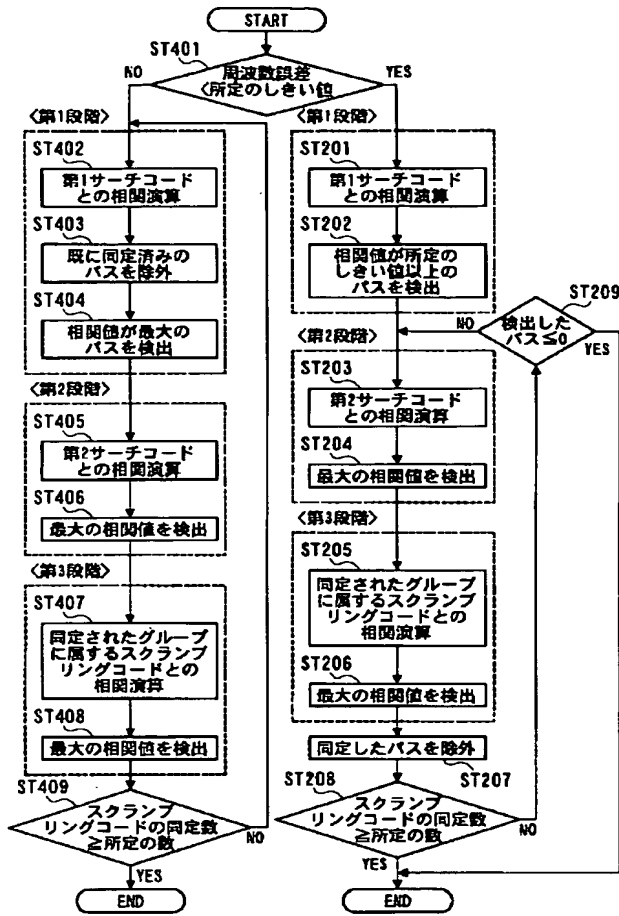 START
ST401
周波数誤差
<所定のしきい値
NO
YES
〈第1段階〉
ST402
第1サーチコード
との相関演算
ST403
既に同定済みの
パスを除外
ST404
相関値が最大の
パスを検出
〈第2段階〉
ST405
第2サーチコード
との相関演算
ST406
最大の相関値を検出
〈第3段階〉
ST407
同定されたグループ
に属するスクランブ
リングコードとの
相関演算
ST408
最大の相関値を検出
ST409
スクランブ
リングコードの同定数
≧所定の数
NO
YES
END
〈第1段階〉
ST201
第1サーチコード
との相関演算
ST202
相関値が所定の
しきい値以上の
パスを検出
ST209
検出した
パス≦0
NO
YES
〈第2段階〉
ST203
第2サーチコード
との相関演算
ST204
最大の相関値を検出
〈第3段階〉
ST205
同定されたグループ
に属するスクランブ
リングコードとの
相関演算
ST206
最大の相関値を検出
同定したパスを除外
ST207
ST208
スクランブ
リングコードの同定数
≧所定の数
NO
YES
END